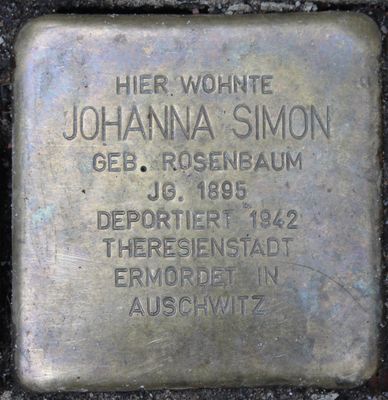 HIER WOHNTE
JOHANNA SIMON
GEB. ROSENBAUM
JG. 1895
DEPORTIERT 1942
THERESIENSTADT
ERMORDET IN
AUSCHWITZ